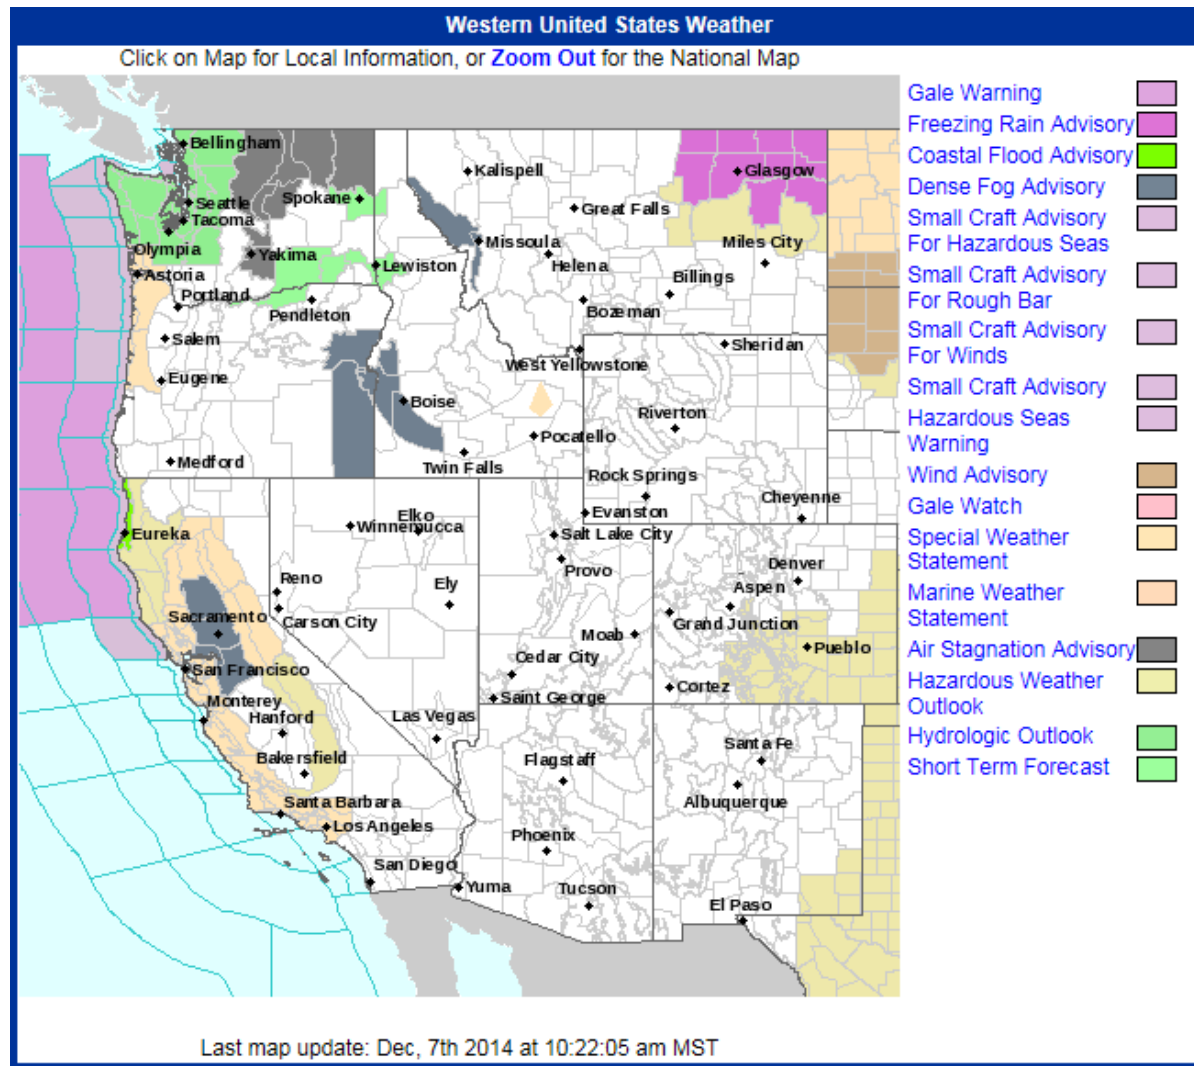 Western United States Weather
Click on Map for Local Information, or Zoom Out for the National Map
Gale Warning
Freezing Rain Advisory
Coastal Flood Advisory
Dense Fog Advisory
Small Craft Advisory
For Hazardous Seas
Small Craft Advisory
For Rough Bar
Small Craft Advisory
For Winds
Small Craft Advisory
Hazardous Seas
Warning
Wind Advisory
Gale Watch
Special Weather
Statement
Marine Weather
Statement
Air Stagnation Advisory
Hazardous Weather
Outlook
Hydrologic Outlook
Short Term Forecast
Bellingham
Kalispell
Glasgow
Spokane
Seattle
Great Falls
Tacoma
Olympia
Missoula
Miles City
Yakima
Lewiston
Helena
Astoria
Billings
Portland
Pendleton
Bozeman
Salem
Sheridan
West Yellowstone
Eugene
Boise
Riverton
Pocatello
Medford
Twin Falls
Rock Springs
Cheyenne
Evanston
Elko
Winnemucca
Eureka
Salt Lake City
Provo
Denver
Reno
Ely
Aspen
Sacramento
Carson City
Grand Junction
Moab
Pueblo
Cedar City
San Francisco
Cortez
Saint George
Monterey
Hanford
Las Vegas
Santa Fe
Bakersfield
Flagstaff
Albuquerque
Santa Barbara
Los Angeles
Phoenix
San Diego
Yuma
Tucson
El Paso
Last map update: Dec, 7th 2014 at 10:22:05 am MST